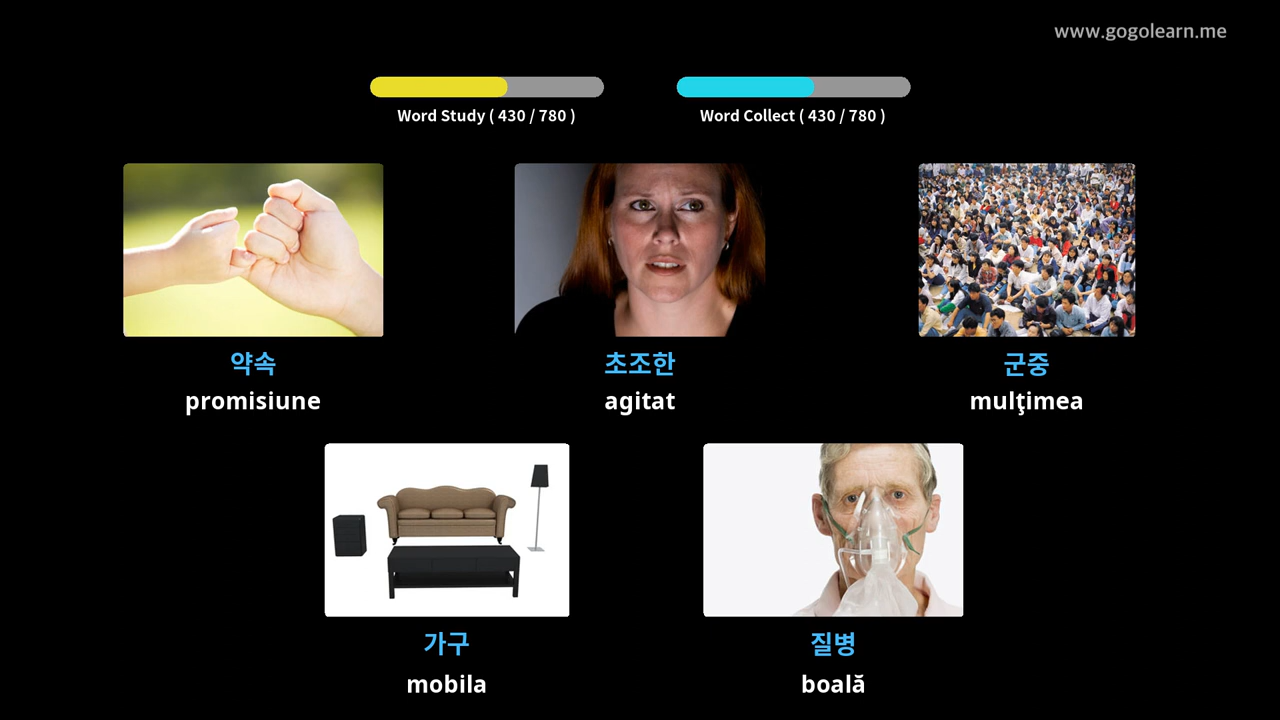 www.gogolearn.me
Word Study ( 430 / 780 )
Word Collect ( 430 / 780 )
약속
promisiune
초조한
agitat
군중
mulţimea
가구
mobila
질병
boală